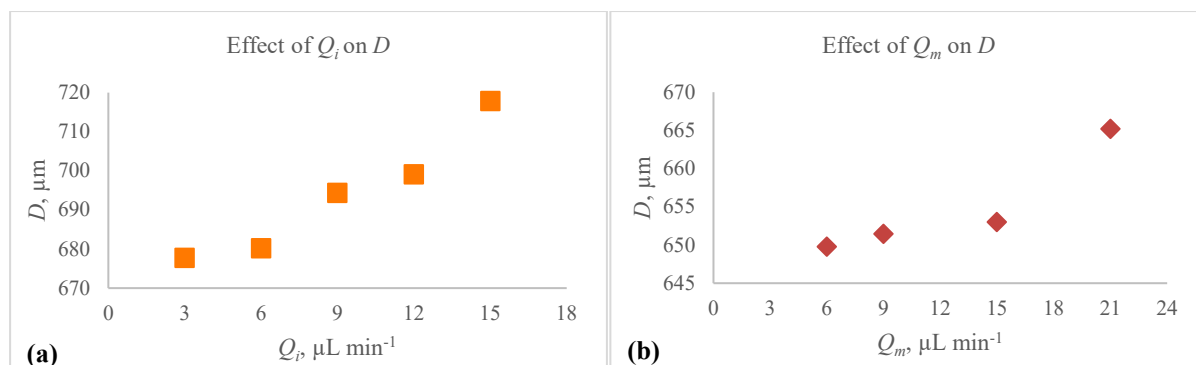 Effect of Qi on D
720
710
700
690
680
670
D, µm
0 3 6 9 12 15 18
Qi, µL min-1
(a)
Effect of Qm on D
670
665
660
655
650
645
D, µm
0 3 6 9 12 15 18 21 24
Qm, µL min-1
(b)